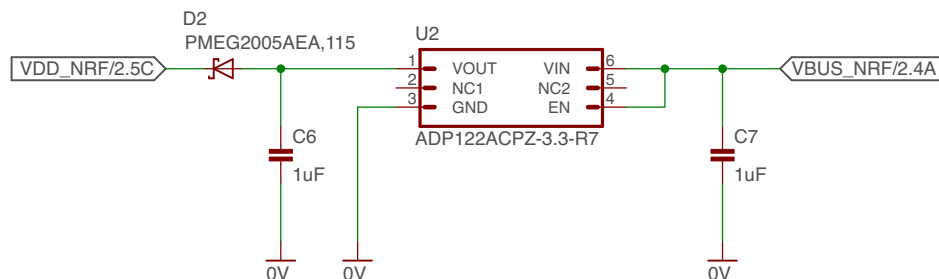 D2
PMEG2005AEA,115
U2
VDD_NRF/2.5C
1 VOUT VIN 6
2 NC1 NC2 5
3 GND EN 4
VBUS_NRF/2.4A
ADP122ACPZ-3.3-R7
C6
1uF
C7
1uF
0V
0V
0V